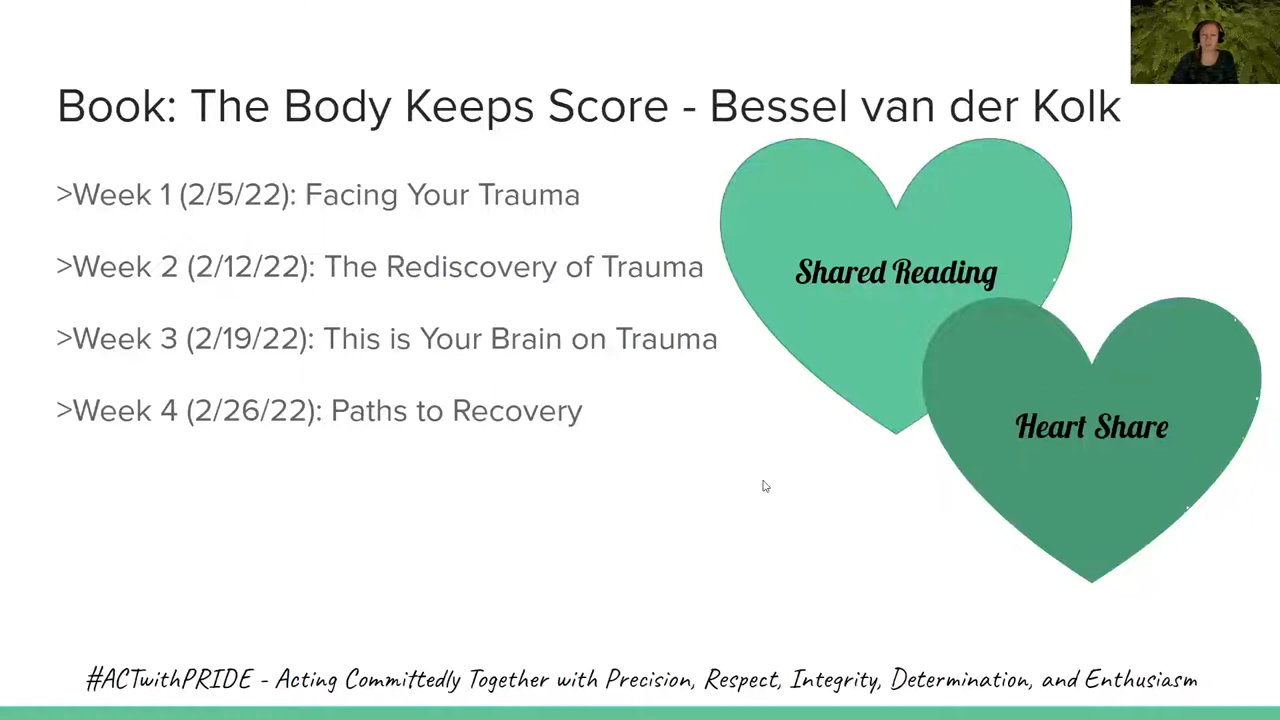 Book: The Body Keeps Score - Bessel van der Kolk
>Week 1 (2/5/22): Facing Your Trauma
>Week 2 (2/12/22): The Rediscovery of Trauma
>Week 3 (2/19/22): This is Your Brain on Trauma
>Week 4 (2/26/22): Paths to Recovery
Shared Reading
Heart Share
#ACTwithPRIDE - Acting Committedly Together with Precision, Respect, Integrity, Determination, and Enthusiasm